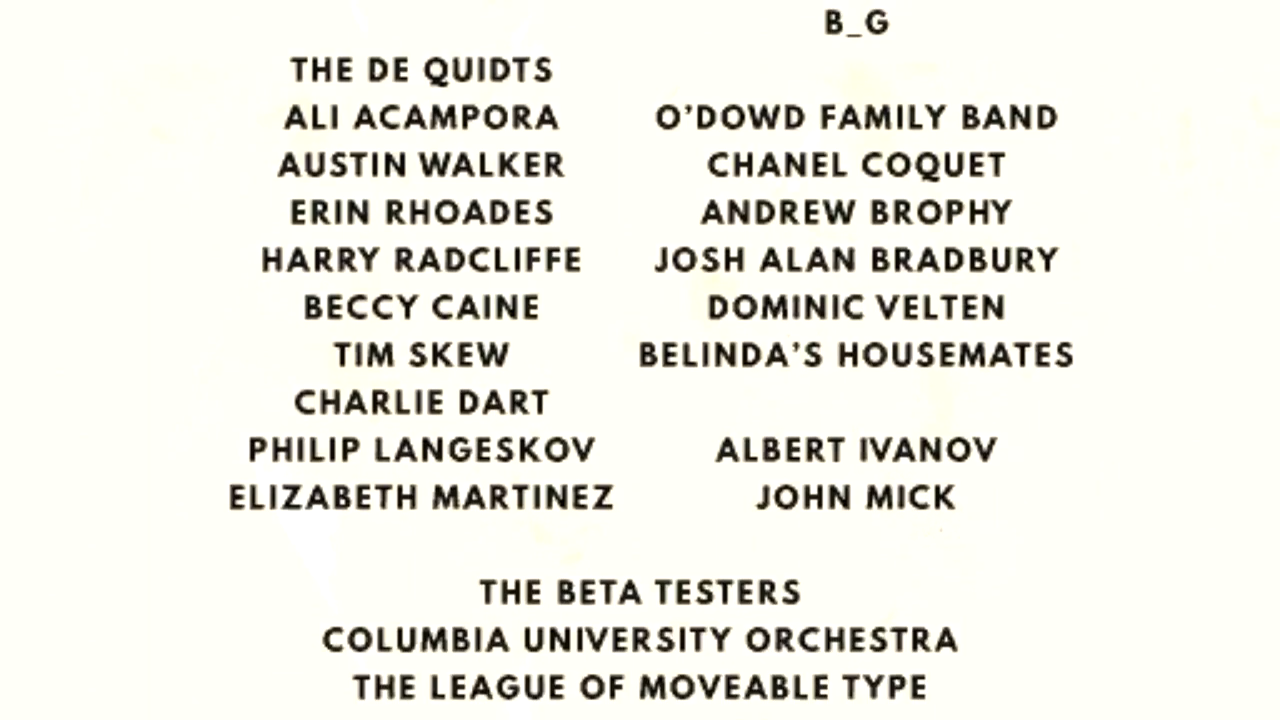 B_G
THE DE QUIDTS
ALI ACAMPORA O’DOWD FAMILY BAND
AUSTIN WALKER CHANEL COQUET
ERIN RHOADES ANDREW BROPHY
HARRY RADCLIFFE JOSH ALAN BRADBURY
BECCY CAINE DOMINIC VELTEN
TIM SKEW BELINDA’S HOUSEMATES
CHARLIE DART
PHILIP LANGESKOV ALBERT IVANOV
ELIZABETH MARTINEZ JOHN MICK
THE BETA TESTERS
COLUMBIA UNIVERSITY ORCHESTRA
THE LEAGUE OF MOVEABLE TYPE